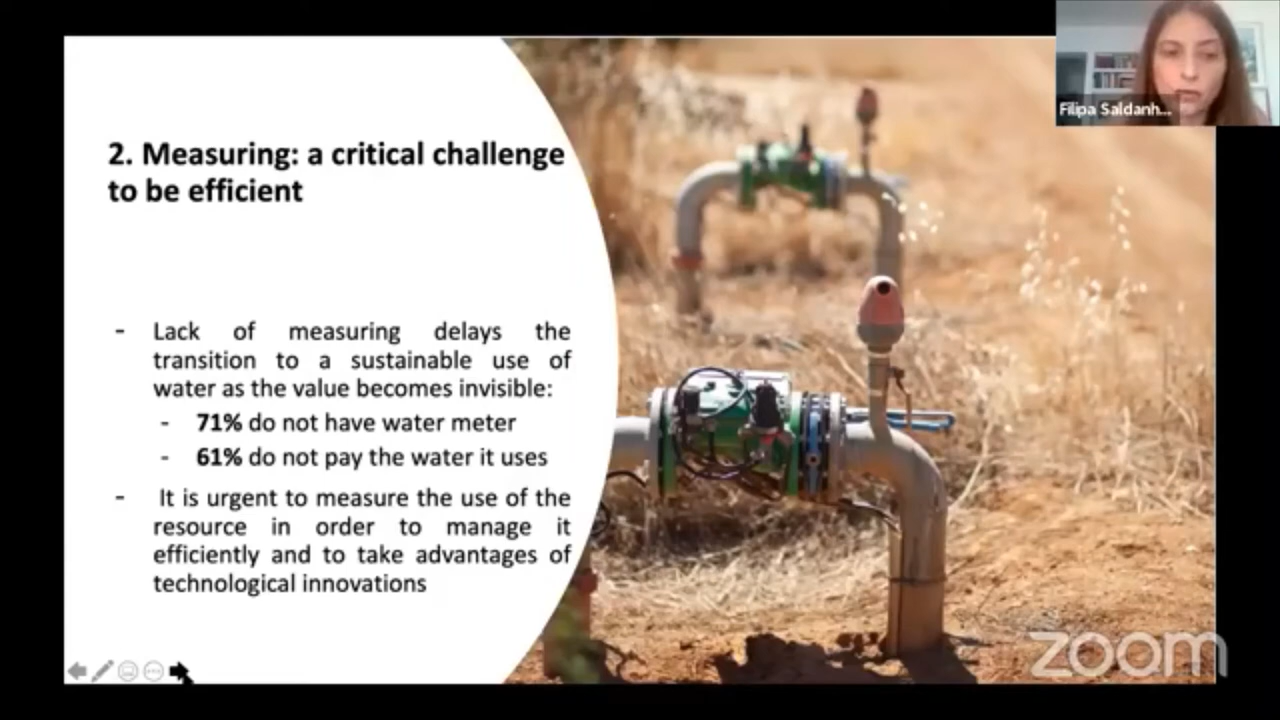 Filipa Saldanh...
2. Measuring: a critical challenge
to be efficient
- Lack of measuring delays the
transition to a sustainable use of
water as the value becomes invisible:
- 71% do not have water meter
- 61% do not pay the water it uses
- It is urgent to measure the use of the
resource in order to manage it
efficiently and to take advantages of
technological innovations
zoom